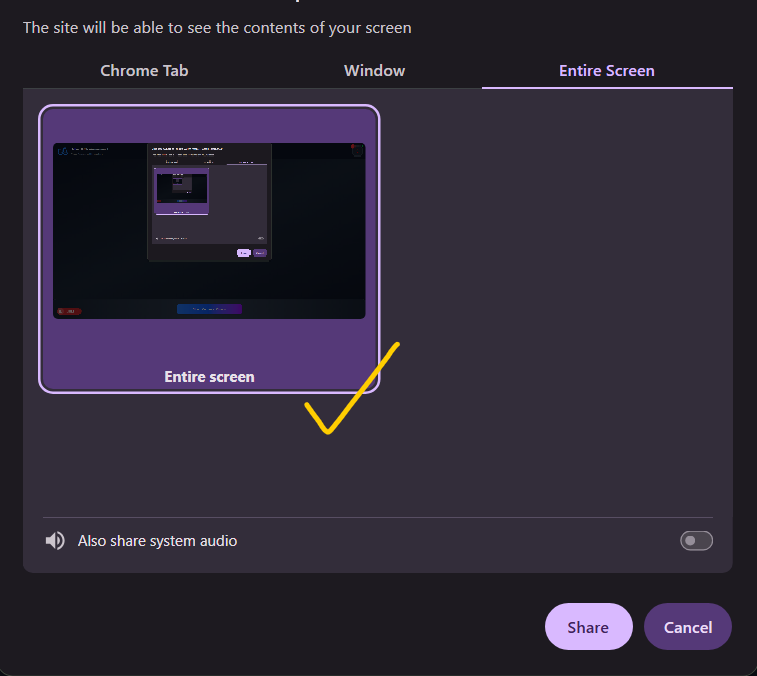 The site will be able to see the contents of your screen
Chrome Tab
Window
Entire Screen
Entire screen
Also share system audio
Share
Cancel